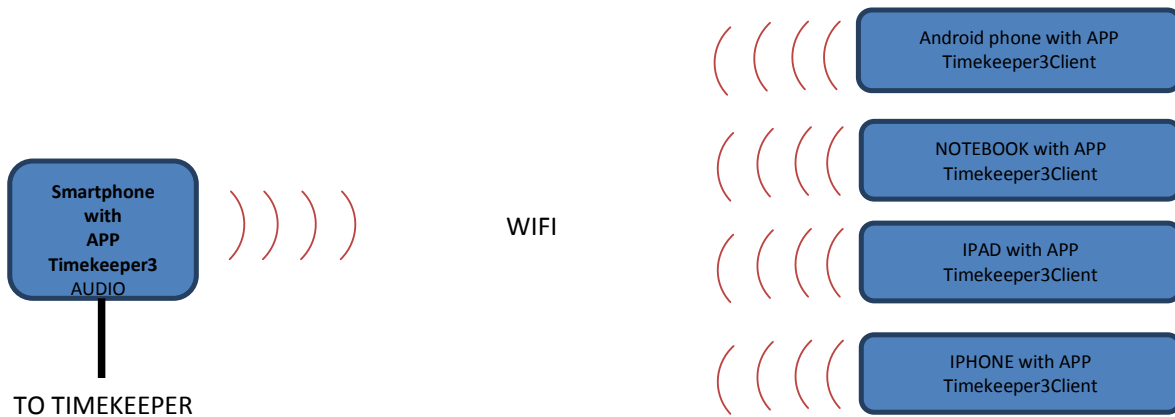 Smartphone
with
APP
Timekeeper3
AUDIO
TO TIMEKEEPER
WIFI
Android phone with APP
Timekeeper3Client
NOTEBOOK with APP
Timekeeper3Client
IPAD with APP
Timekeeper3Client
IPHONE with APP
Timekeeper3Client